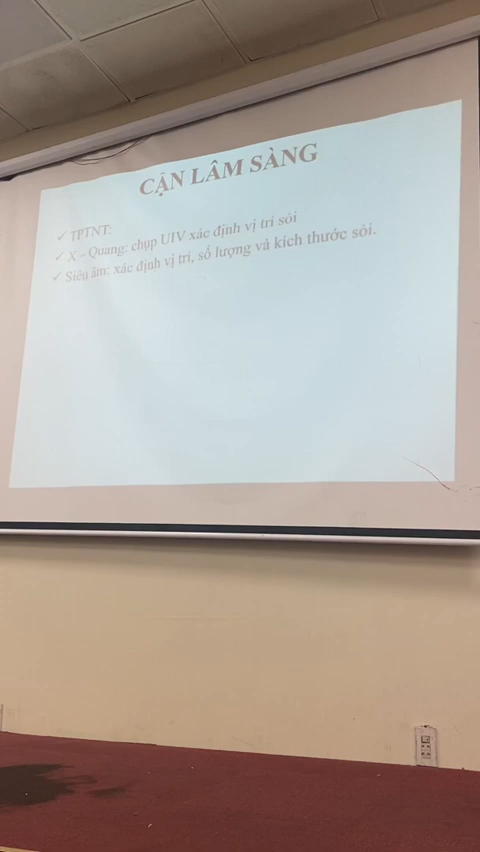 CẬN LÂM SÀNG
✓ TPTNT:
✓ X - Quang: chụp UIV xác định vị trí sỏi
✓ Siêu âm: xác định vị trí, số lượng và kích thước sỏi.